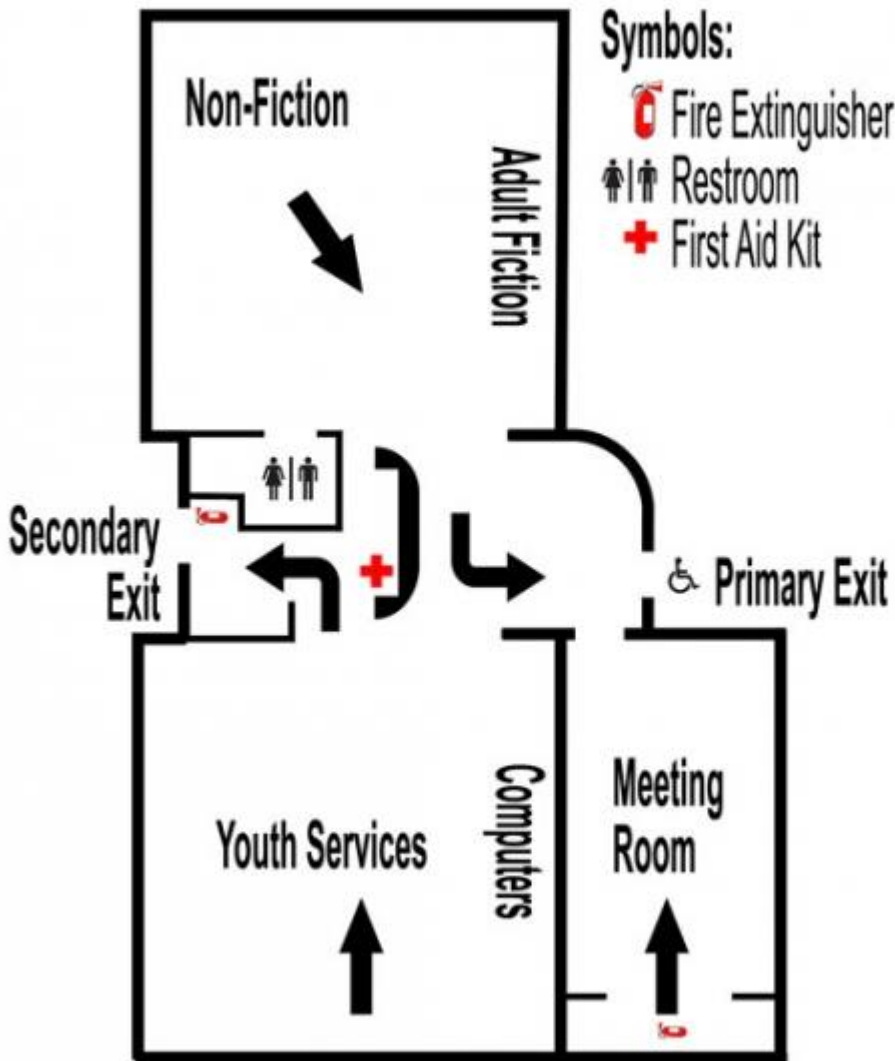 Symbols:
Fire Extinguisher
Restroom
First Aid Kit
Non-Fiction
Adult Fiction
Secondary
Exit
Primary Exit
Youth Services
Computers
Meeting
Room